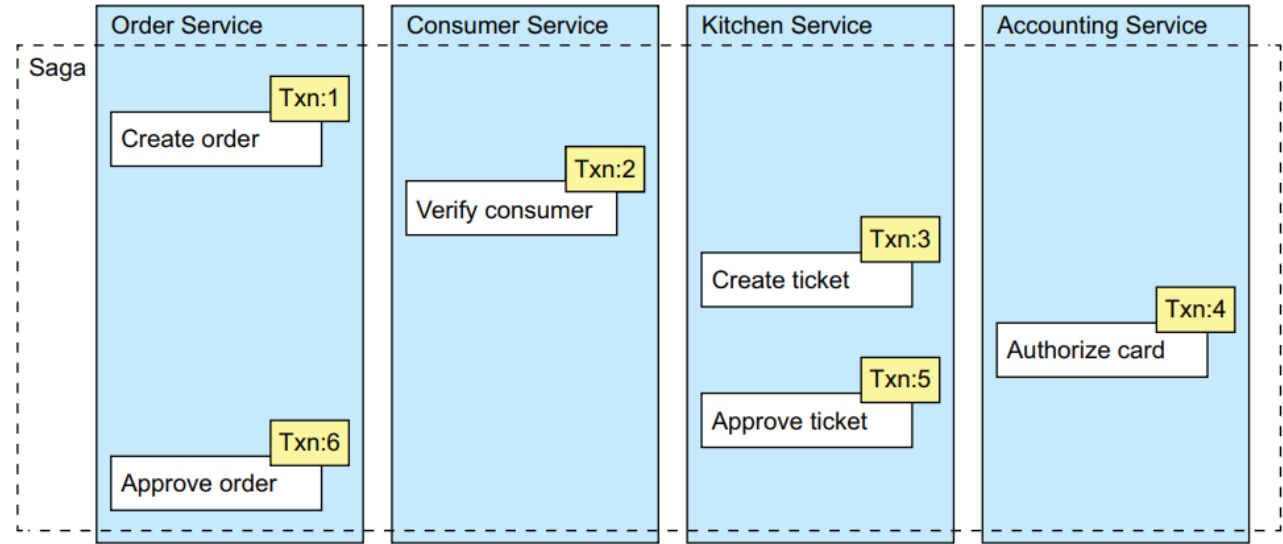 Order Service
Consumer Service
Kitchen Service
Accounting Service
Saga
Txn:1
Create order
Txn:2
Verify consumer
Txn:3
Create ticket
Txn:4
Authorize card
Txn:5
Approve ticket
Txn:6
Approve order